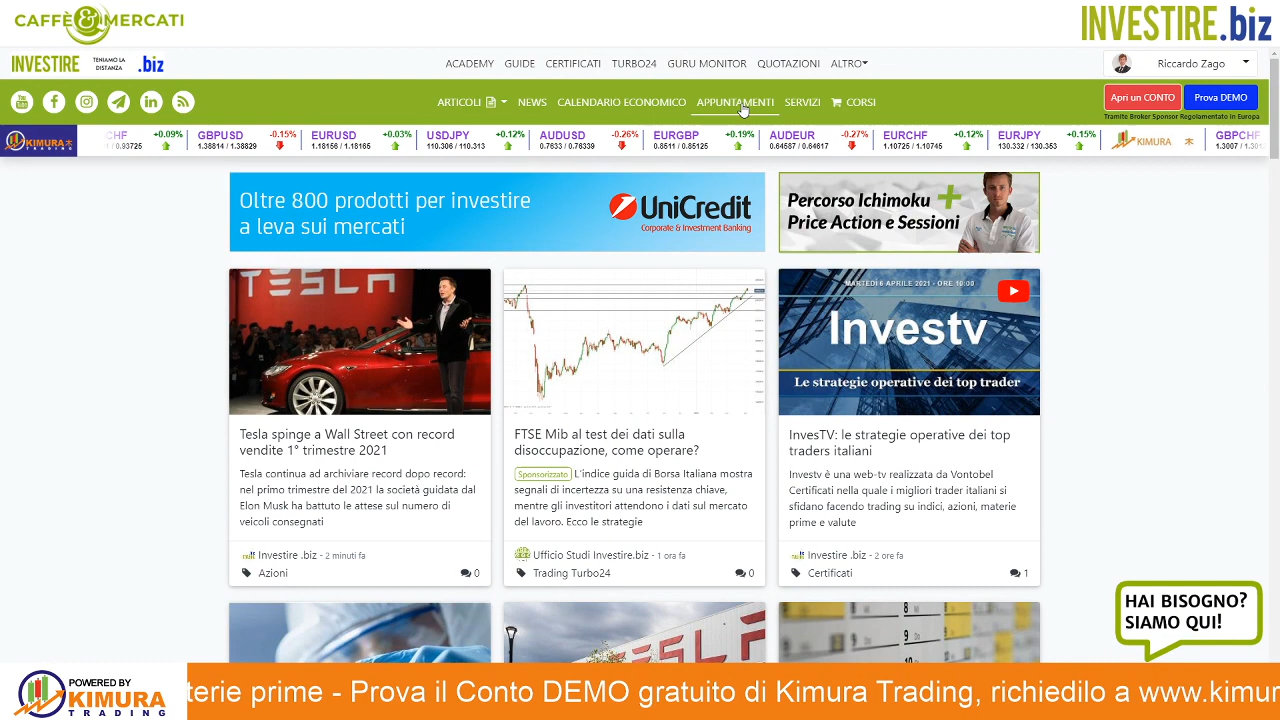 CAFFÈ & MERCATI
INVESTIRE.biz
INVESTIRE TENIAMO LA DISTANZA .biz
ACADEMY GUIDE CERTIFICATI TURBO24 GURU MONITOR QUOTAZIONI ALTRO
Riccardo Zago
ARTICOLI NEWS CALENDARIO ECONOMICO APPUNTAMENTI SERVIZI CORSI
Apri un CONTO Prova DEMO
Tramite Broker Sponsor Regolamentato in Europa
KIMURA TRADING
CHF +0.09% GBPUSD -0.15% EURUSD +0.03% USDJPY +0.12% AUDUSD -0.26% EURGBP +0.19% AUDEUR -0.27% EURCHF +0.12% EURJPY +0.15% KIMURA 木 GBPCHF
/ 0.93725 1.38814 / 1.38829 1.18156 / 1.18165 110.306 / 110.313 0.7633 / 0.76339 0.8511 / 0.85125 0.64587 / 0.64617 1.10725 / 1.10745 130.332 / 130.353 1.3007 /
Oltre 800 prodotti per investire
a leva sui mercati
UniCredit
Corporate & Investment Banking
Percorso Ichimoku +
Price Action e Sessioni
TESLA
MARTEDÌ 6 APRILE 2021 - ORE 10:00
Investv
Le strategie operative dei top trader
Tesla spinge a Wall Street con record
vendite 1° trimestre 2021
Tesla continua ad archiviare record dopo record:
nel primo trimestre del 2021 la società guidata dal
Elon Musk ha battuto le attese sul numero di
veicoli consegnati
Investire .biz - 2 minuti fa
Azioni 0
FTSE Mib al test dei dati sulla
disoccupazione, come operare?
Sponsorizzato L'indice guida di Borsa Italiana mostra
segnali di incertezza su una resistenza chiave,
mentre gli investitori attendono i dati sul mercato
del lavoro. Ecco le strategie
Ufficio Studi Investire.biz - 1 ora fa
Trading Turbo24 0
InvesTV: le strategie operative dei top
traders italiani
Investv è una web-tv realizzata da Vontobel
Certificati nella quale i migliori trader italiani si
sfidano facendo trading su indici, azioni, materie
prime e valute
Investire .biz - 2 ore fa
Certificati 1
TESLA
8 Mi
9 Do
HAI BISOGNO?
SIAMO QUI!
POWERED BY
KIMURA
TRADING
terie prime - Prova il Conto DEMO gratuito di Kimura Trading, richiedilo a www.kimur